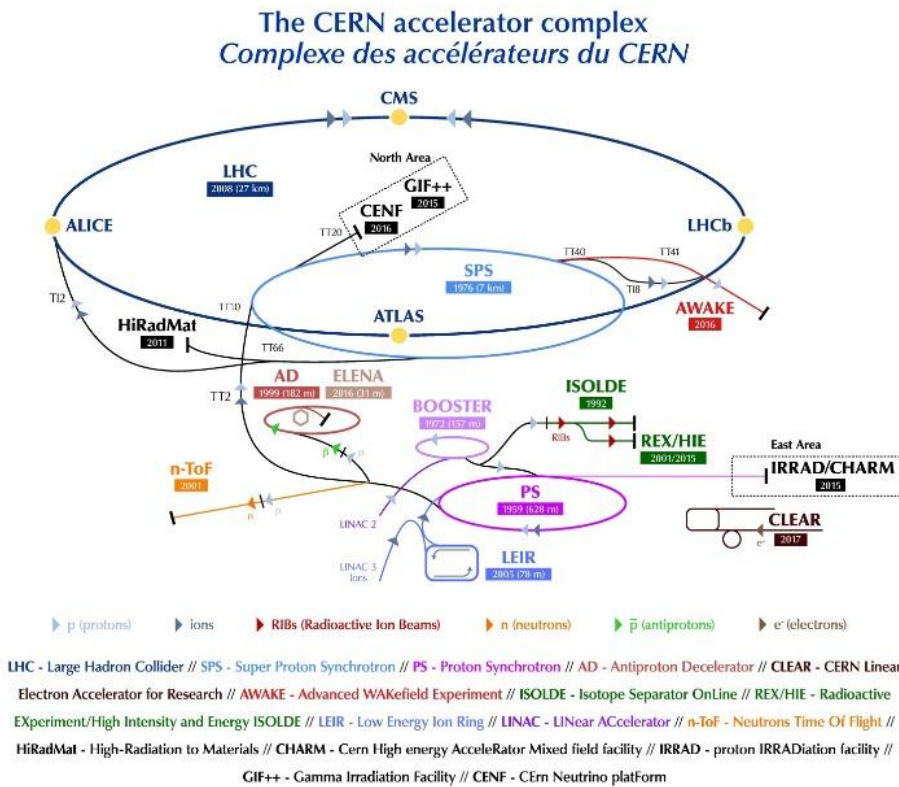 The CERN accelerator complex
Complexe des accélérateurs du CERN
CMS
North Area
LHC
2008 (27 km)
GIF++
2015
CENF
2016
ALICE
LHCb
TT20
TT40
TT41
SPS
1976 (7 km)
TI8
TI2
TT10
AWAKE
2016
ATLAS
HiRadMat
2011
TT66
AD
1999 (182 m)
ELENA
2016 (31 m)
TT2
ISOLDE
1992
BOOSTER
1972 (157 m)
RIBs
REX/HIE
2001/2015
p̅
p
East Area
n-ToF
2001
IRRAD/CHARM
2015
PS
1959 (628 m)
n
p
LINAC 2
CLEAR
2017
e-
LEIR
2005 (78 m)
LINAC 3
Ions
p (protons)
ions
RIBs (Radioactive Ion Beams)
n (neutrons)
p̅ (antiprotons)
e- (electrons)
LHC - Large Hadron Collider // SPS - Super Proton Synchrotron // PS - Proton Synchrotron // AD - Antiproton Decelerator // CLEAR - CERN Linear
Electron Accelerator for Research // AWAKE - Advanced WAKefield Experiment // ISOLDE - Isotope Separator OnLine // REX/HIE - Radioactive
EXperiment/High Intensity and Energy ISOLDE // LEIR - Low Energy Ion Ring // LINAC - LINear ACcelerator // n-ToF - Neutrons Time Of Flight //
HiRadMat - High-Radiation to Materials // CHARM - Cern High energy AcceleRator Mixed field facility // IRRAD - proton IRRADiation facility //
GIF++ - Gamma Irradiation Facility // CENF - CErn Neutrino platForm